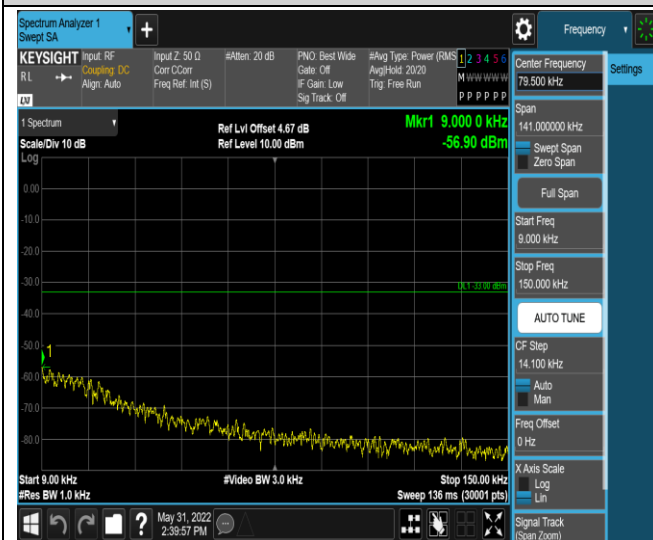 Spectrum Analyzer 1
Swept SA
Frequency
KEYSIGHT
RL
LXI
Input: RF
Coupling: DC
Align: Auto
Input Z: 50 Ω
Corr CCorr
Freq Ref: Int (S)
#Atten: 20 dB
PNO: Best Wide
Gate: Off
IF Gain: Low
Sig Track: Off
#Avg Type: Power (RMS
Avg|Hold: 20/20
Trig: Free Run
1 2 3 4 5 6
M W W W W W
P P P P P P
1 Spectrum
Scale/Div 10 dB
Log
Ref Lvl Offset 4.67 dB
Ref Level 10.00 dBm
Mkr1 9.000 0 kHz
-56.90 dBm
0.00
-10.0
-20.0
-30.0
DL1 -33.00 dBm
-40.0
-50.0
1
-60.0
-70.0
-80.0
Start 9.00 kHz
#Res BW 1.0 kHz
#Video BW 3.0 kHz
Stop 150.00 kHz
Sweep 136 ms (30001 pts)
?
May 31, 2022
2:39:57 PM
Center Frequency
79.500 kHz
Span
141.000000 kHz
Swept Span
Zero Span
Full Span
Start Freq
9.000 kHz
Stop Freq
150.000 kHz
AUTO TUNE
CF Step
14.100 kHz
Auto
Man
Freq Offset
0 Hz
X Axis Scale
Log
Lin
Signal Track
(Span Zoom)
Settings